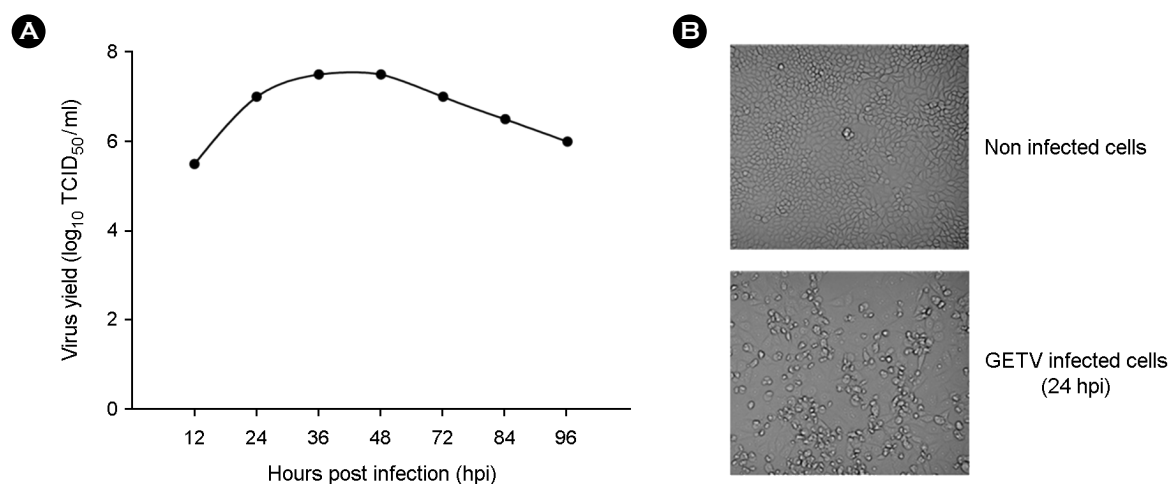 A
8
6
4
2
0
Virus yield (log10 TCID50/ml)
12 24 36 48 72 84 96
Hours post infection (hpi)
B
Non infected cells
GETV infected cells
(24 hpi)